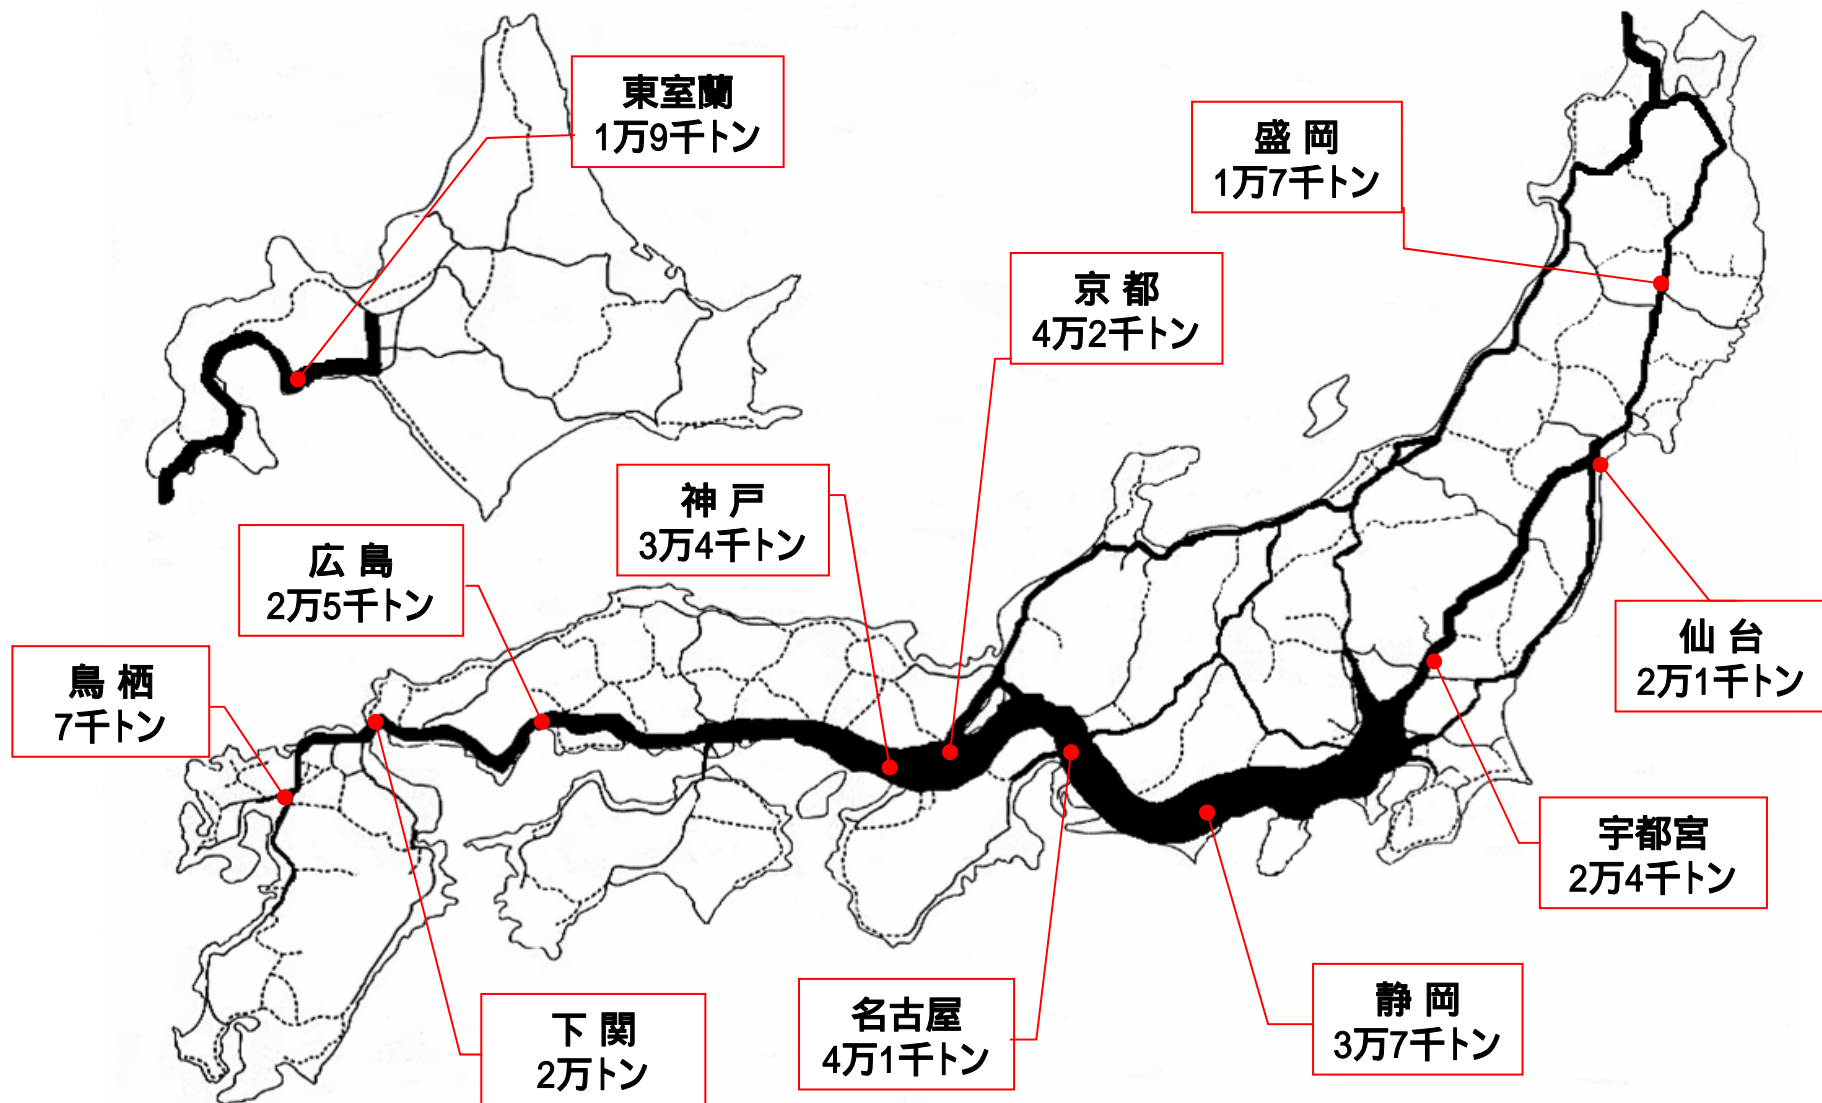 東室蘭
1万9千トン
盛 岡
1万7千トン
京 都
4万2千トン
神 戸
3万4千トン
広 島
2万5千トン
鳥 栖
7千トン
仙 台
2万1千トン
宇都宮
2万4千トン
静 岡
3万7千トン
名古屋
4万1千トン
下 関
2万トン